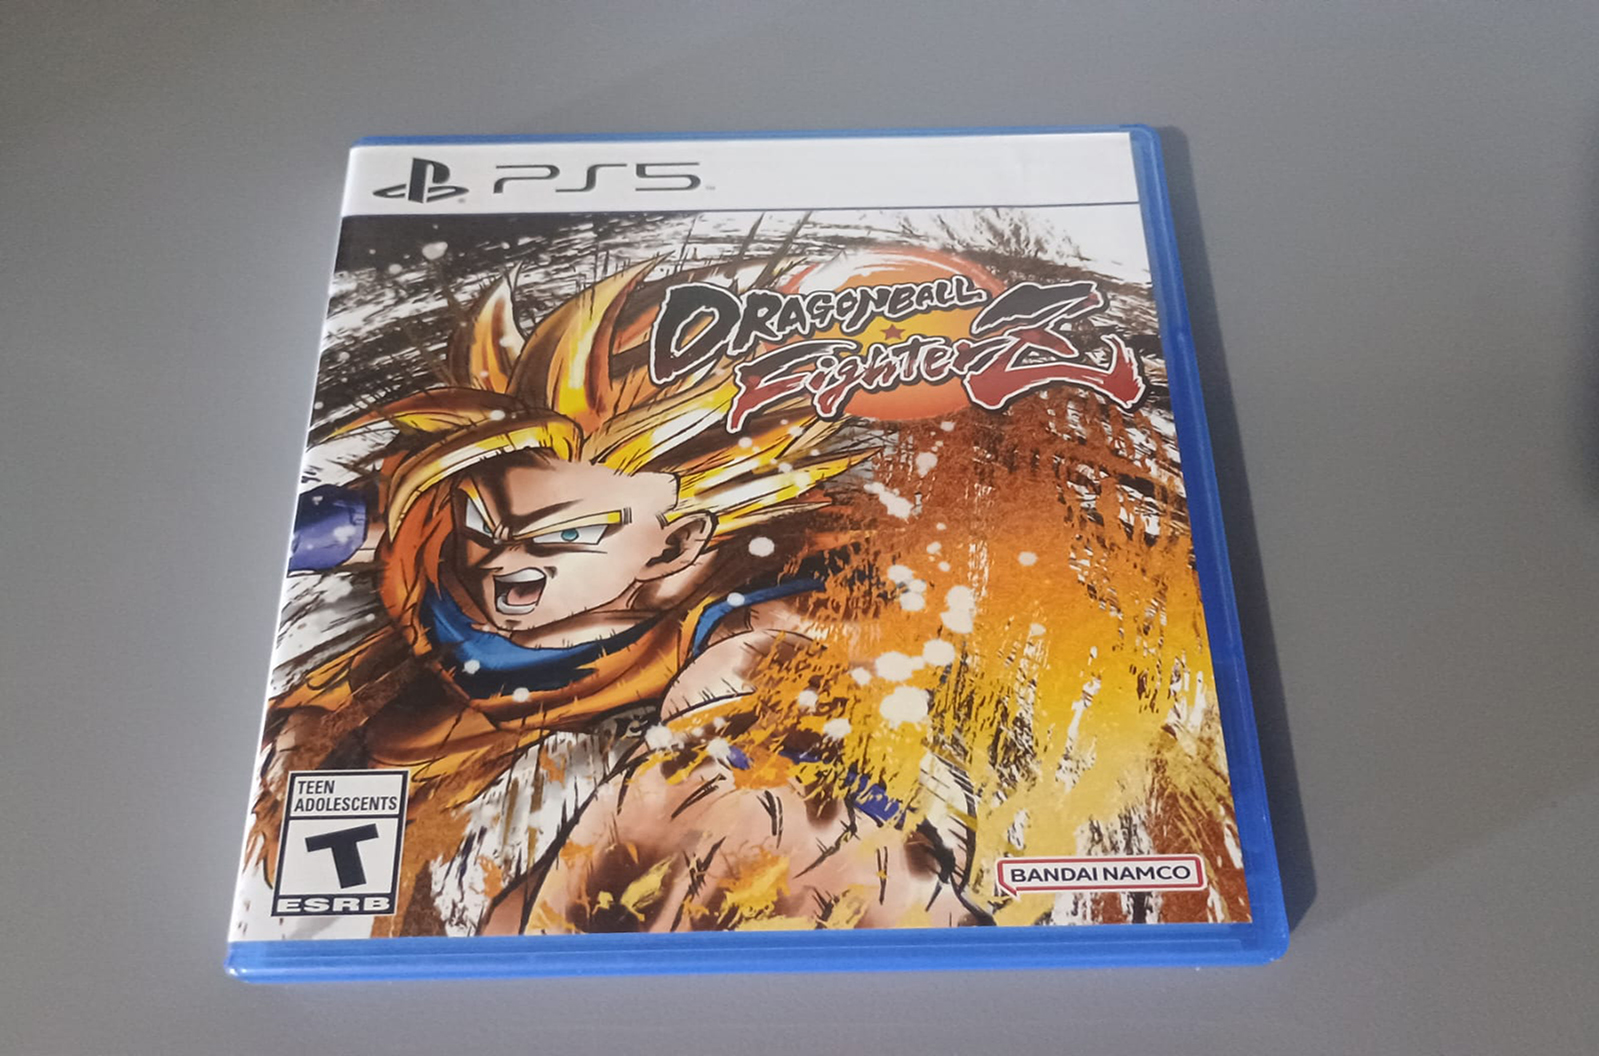 PS5
DRAGONBALL
FighterZ
TEEN
ADOLESCENTS
T
ESRB
BANDAI NAMCO